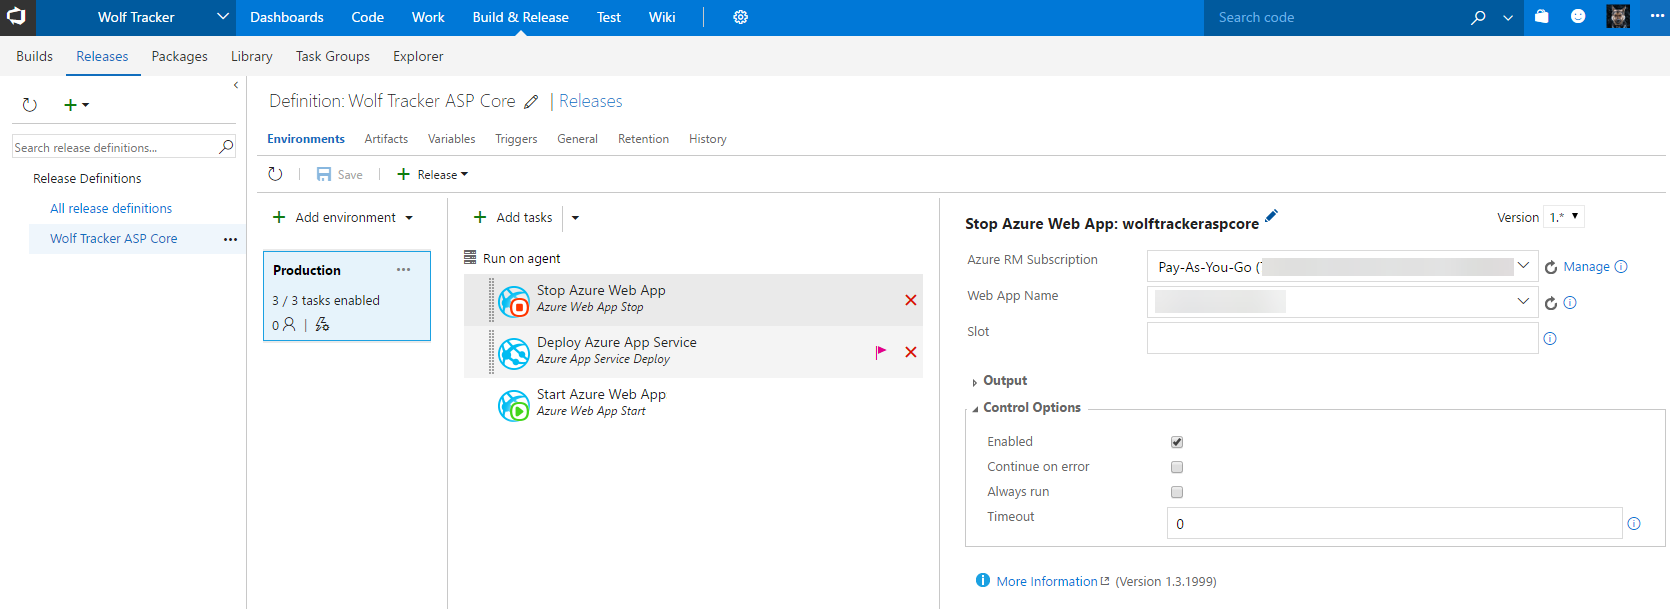 Wolf Tracker Dashboards Code Work Build & Release Test Wiki Search code
Builds Releases Packages Library Task Groups Explorer
Search release definitions...
Release Definitions
All release definitions
Wolf Tracker ASP Core
Definition: Wolf Tracker ASP Core | Releases
Environments Artifacts Variables Triggers General Retention History
Save Release
Add environment
Production
3 / 3 tasks enabled
0
Add tasks
Run on agent
Stop Azure Web App
Azure Web App Stop
Deploy Azure App Service
Azure App Service Deploy
Start Azure Web App
Azure Web App Start
Stop Azure Web App: wolftrackeraspcore Version 1.*
Azure RM Subscription Pay-As-You-Go ( Manage
Web App Name
Slot
Output
Control Options
Enabled
Continue on error
Always run
Timeout 0
More Information (Version 1.3.1999)